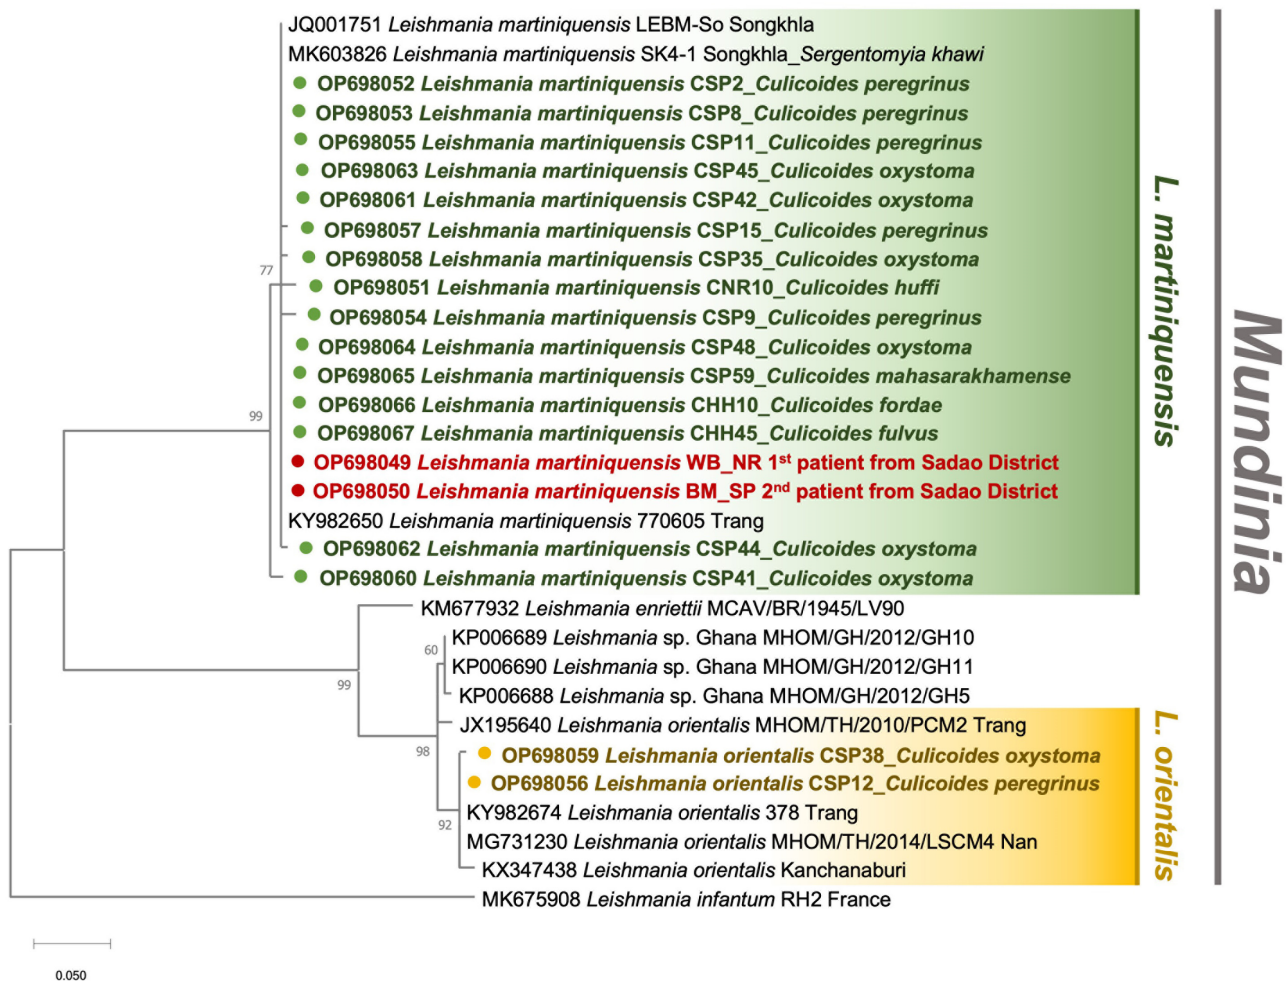 JQ001751 Leishmania martiniquensis LEBM-So Songkhla
MK603826 Leishmania martiniquensis SK4-1 Songkhla_Sergentomyia khawi
OP698052 Leishmania martiniquensis CSP2_Culicoides peregrinus
OP698053 Leishmania martiniquensis CSP8_Culicoides peregrinus
OP698055 Leishmania martiniquensis CSP11_Culicoides peregrinus
OP698063 Leishmania martiniquensis CSP45_Culicoides oxystoma
OP698061 Leishmania martiniquensis CSP42_Culicoides oxystoma
OP698057 Leishmania martiniquensis CSP15_Culicoides peregrinus
OP698058 Leishmania martiniquensis CSP35_Culicoides oxystoma
77
OP698051 Leishmania martiniquensis CNR10_Culicoides huffi
OP698054 Leishmania martiniquensis CSP9_Culicoides peregrinus
OP698064 Leishmania martiniquensis CSP48_Culicoides oxystoma
OP698065 Leishmania martiniquensis CSP59_Culicoides mahasarakhamense
OP698066 Leishmania martiniquensis CHH10_Culicoides fordae
99
OP698067 Leishmania martiniquensis CHH45_Culicoides fulvus
OP698049 Leishmania martiniquensis WB_NR 1st patient from Sadao District
OP698050 Leishmania martiniquensis BM_SP 2nd patient from Sadao District
KY982650 Leishmania martiniquensis 770605 Trang
OP698062 Leishmania martiniquensis CSP44_Culicoides oxystoma
OP698060 Leishmania martiniquensis CSP41_Culicoides oxystoma
L. martiniquensis
Mundinia
KM677932 Leishmania enriettii MCAV/BR/1945/LV90
KP006689 Leishmania sp. Ghana MHOM/GH/2012/GH10
60
KP006690 Leishmania sp. Ghana MHOM/GH/2012/GH11
99
KP006688 Leishmania sp. Ghana MHOM/GH/2012/GH5
JX195640 Leishmania orientalis MHOM/TH/2010/PCM2 Trang
98
OP698059 Leishmania orientalis CSP38_Culicoides oxystoma
OP698056 Leishmania orientalis CSP12_Culicoides peregrinus
KY982674 Leishmania orientalis 378 Trang
92
MG731230 Leishmania orientalis MHOM/TH/2014/LSCM4 Nan
KX347438 Leishmania orientalis Kanchanaburi
L. orientalis
MK675908 Leishmania infantum RH2 France
0.050